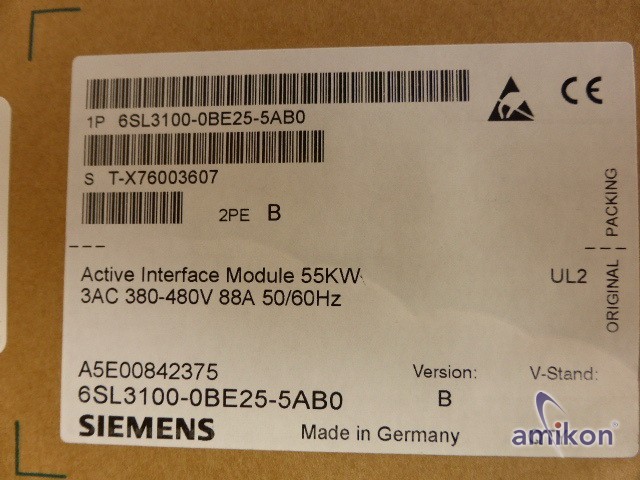 1P 6SL3100-0BE25-5AB0
S T-X76003607
2PE B
Active Interface Module 55KW
3AC 380-480V 88A 50/60Hz
UL2
ORIGINAL PACKING
A5E00842375
6SL3100-0BE25-5AB0
Version:
B
V-Stand:
SIEMENS
Made in Germany
CE
amikon